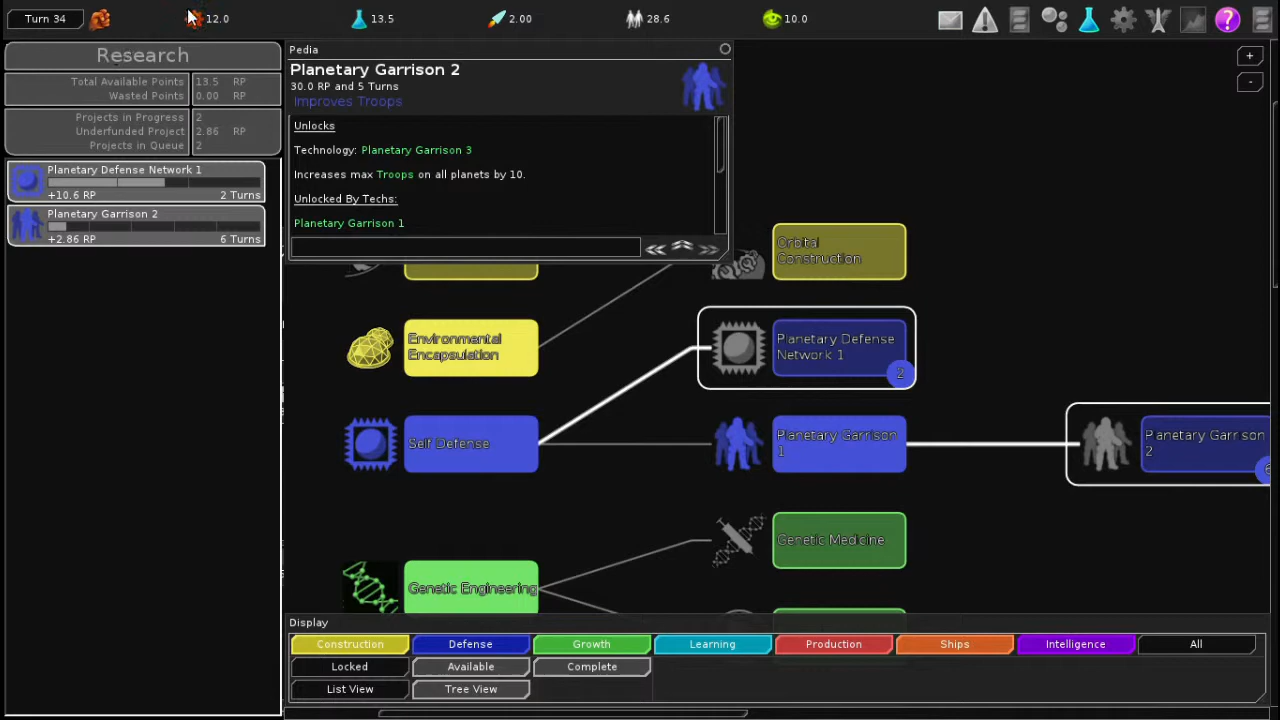 Turn 34
12.0
13.5
2.00
28.6
10.0
Research
Total Available Points 13.5 RP
Wasted Points 0.00 RP
Projects in Progress 2
Underfunded Project 2.86 RP
Projects in Queue 2
Planetary Defense Network 1
+10.6 RP 2 Turns
Planetary Garrison 2
+2.86 RP 6 Turns
Pedia
Planetary Garrison 2
30.0 RP and 5 Turns
Improves Troops
Unlocks
Technology: Planetary Garrison 3
Increases max Troops on all planets by 10.
Unlocked By Techs:
Planetary Garrison 1
+
-
Orbital
Construction
Environmental
Encapsulation
Planetary Defense
Network 1
2
Self Defense
Planetary Garrison
1
Planetary Garrison
2
6
Genetic Medicine
Genetic Engineering
Display
Construction
Defense
Growth
Learning
Production
Ships
Intelligence
All
Locked
Available
Complete
List View
Tree View